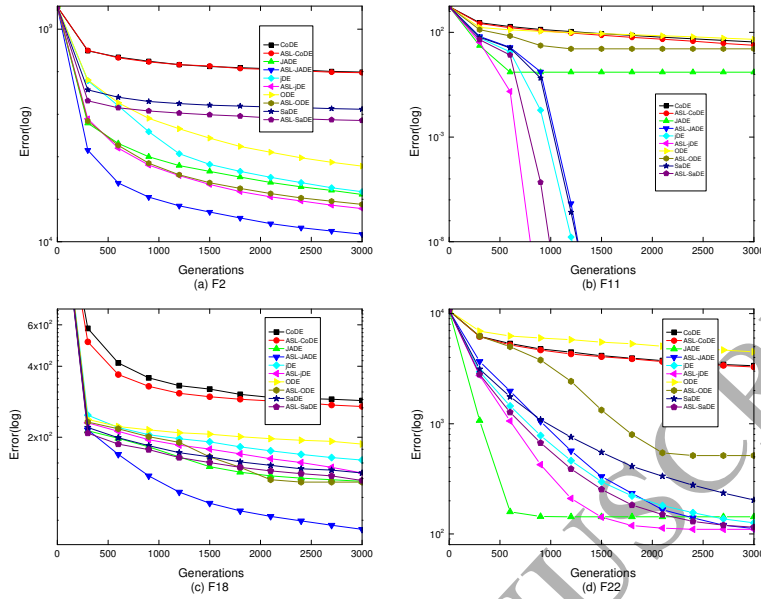 10^9
10^4
Error(log)
0 500 1000 1500 2000 2500 3000
Generations
(a) F2
CoDE
ASL-CoDE
JADE
ASL-JADE
jDE
ASL-jDE
ODE
ASL-ODE
SaDE
ASL-SaDE
10^2
10^-3
10^-8
Error(log)
0 500 1000 1500 2000 2500 3000
Generations
(b) F11
CoDE
ASL-CoDE
JADE
ASL-JADE
jDE
ASL-jDE
ODE
ASL-ODE
SaDE
ASL-SaDE
6x10^2
4x10^2
2x10^2
Error(log)
0 500 1000 1500 2000 2500 3000
Generations
(c) F18
CoDE
ASL-CoDE
JADE
ASL-JADE
jDE
ASL-jDE
ODE
ASL-ODE
SaDE
ASL-SaDE
10^4
10^3
10^2
Error(log)
0 500 1000 1500 2000 2500 3000
Generations
(d) F22
CoDE
ASL-CoDE
JADE
ASL-JADE
jDE
ASL-jDE
ODE
ASL-ODE
SaDE
ASL-SaDE
USCR